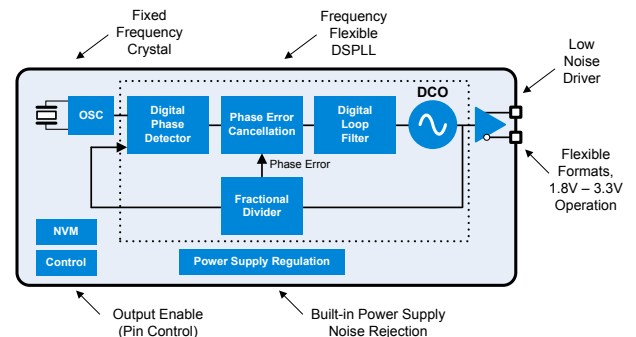 Fixed
Frequency
Crystal
Frequency
Flexible
DSPLL
Low
Noise
Driver
OSC
Digital
Phase
Detector
Phase Error
Cancellation
Digital
Loop
Filter
DCO
Phase Error
Fractional
Divider
Flexible
Formats,
1.8V – 3.3V
Operation
NVM
Control
Power Supply Regulation
Output Enable
(Pin Control)
Built-in Power Supply
Noise Rejection